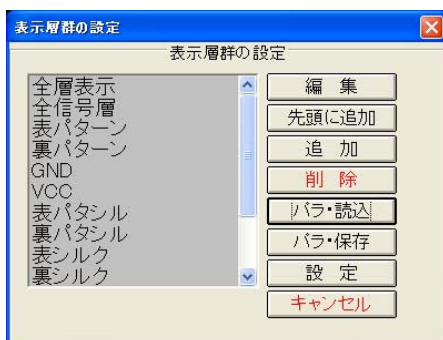 表示層群の設定
表示層群の設定
全層表示
全信号層
表パターン
裏パターン
GND
VCC
表パタシル
裏パタシル
表シルク
裏シルク
編 集
先頭に追加
追 加
削 除
パラ・読込
パラ・保存
設 定
キャンセル